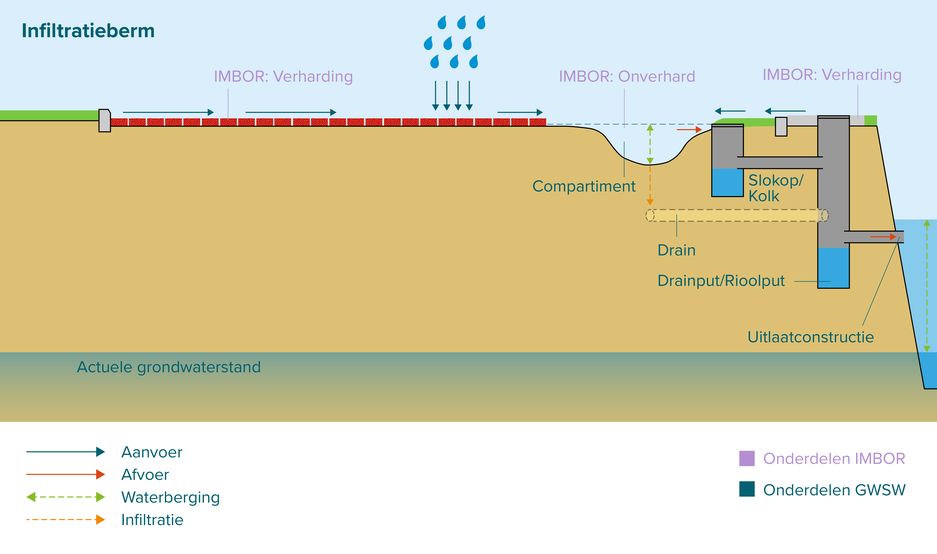 Infiltratieberm
IMBOR: Verharding
IMBOR: Onverhard
IMBOR: Verharding
Compartiment
Slokop/
Kolk
Drain
Drainput/Rioolput
Uitlaatconstructie
Actuele grondwaterstand
Aanvoer
Afvoer
Waterberging
Infiltratie
Onderdelen IMBOR
Onderdelen GWSW